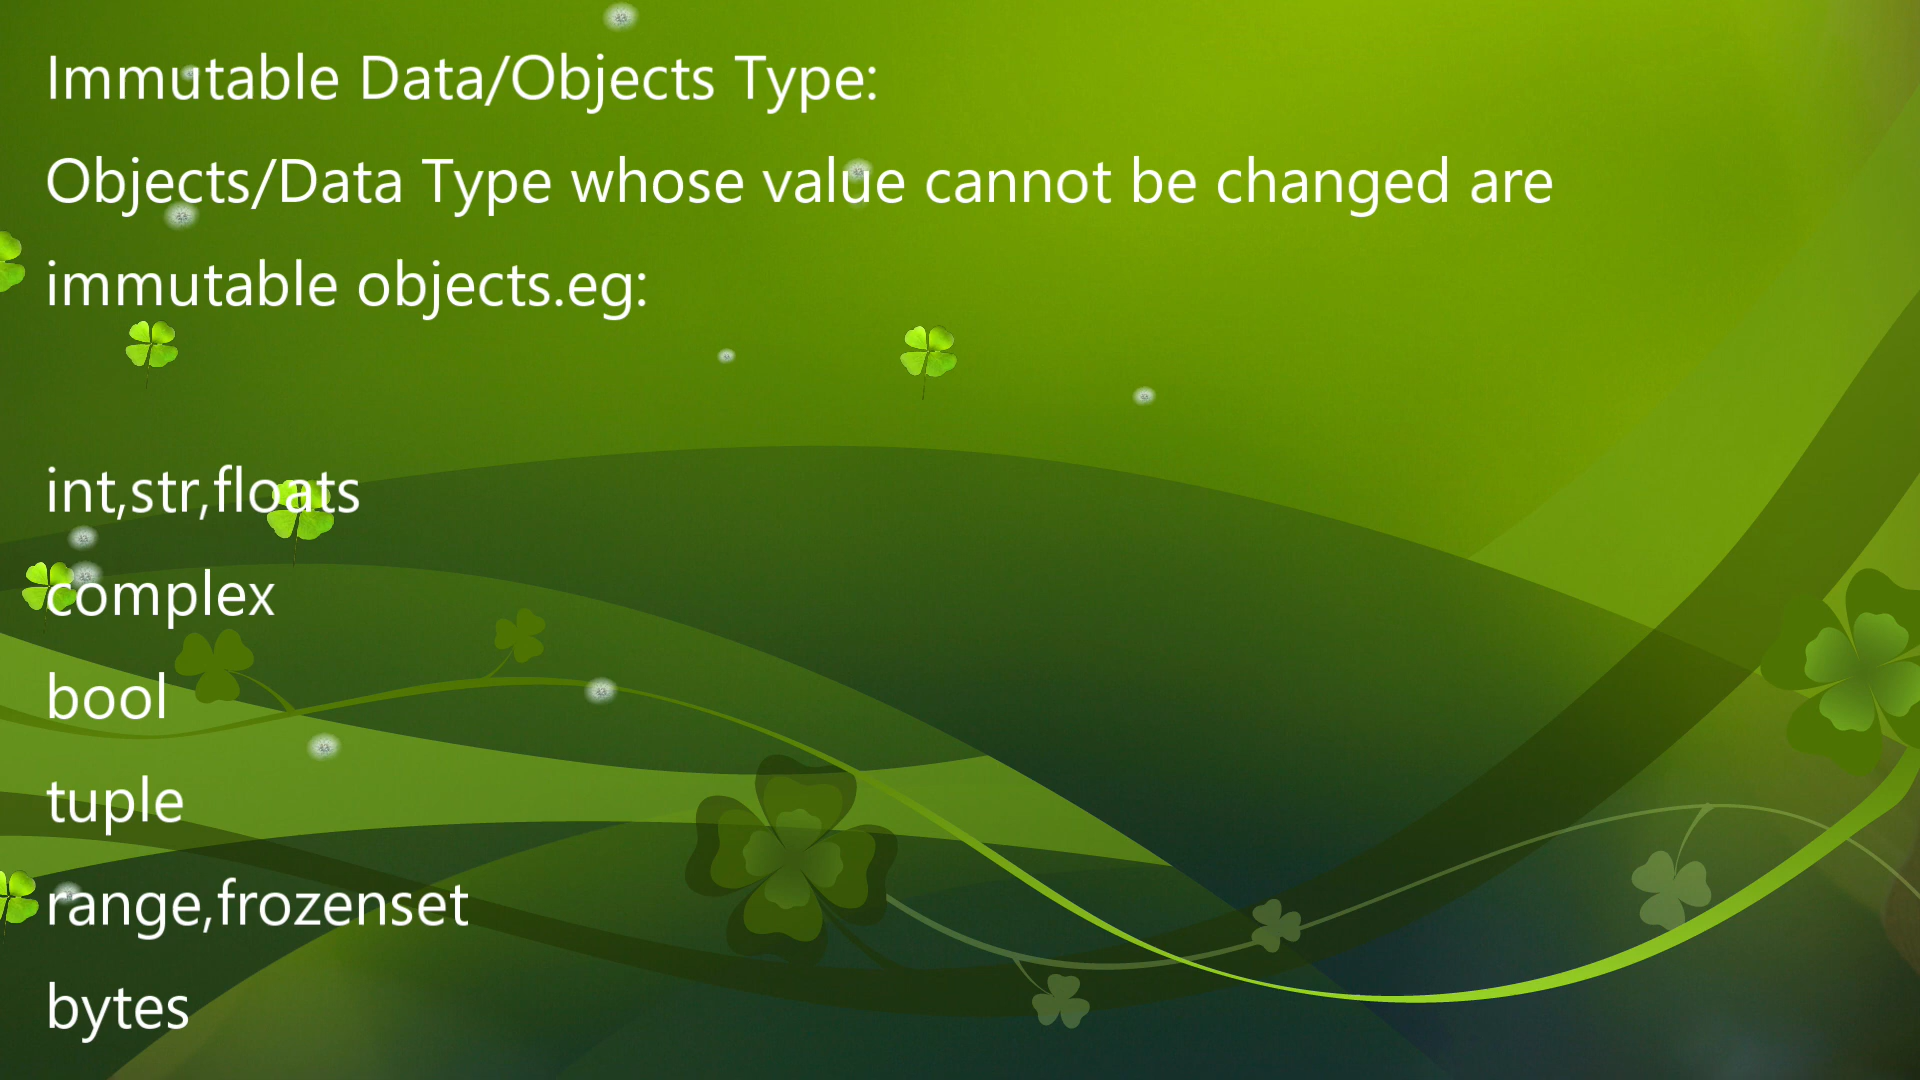 Immutable Data/Objects Type:
Objects/Data Type whose value cannot be changed are
immutable objects.eg:
int,str,floats
complex
bool
tuple
range,frozenset
bytes